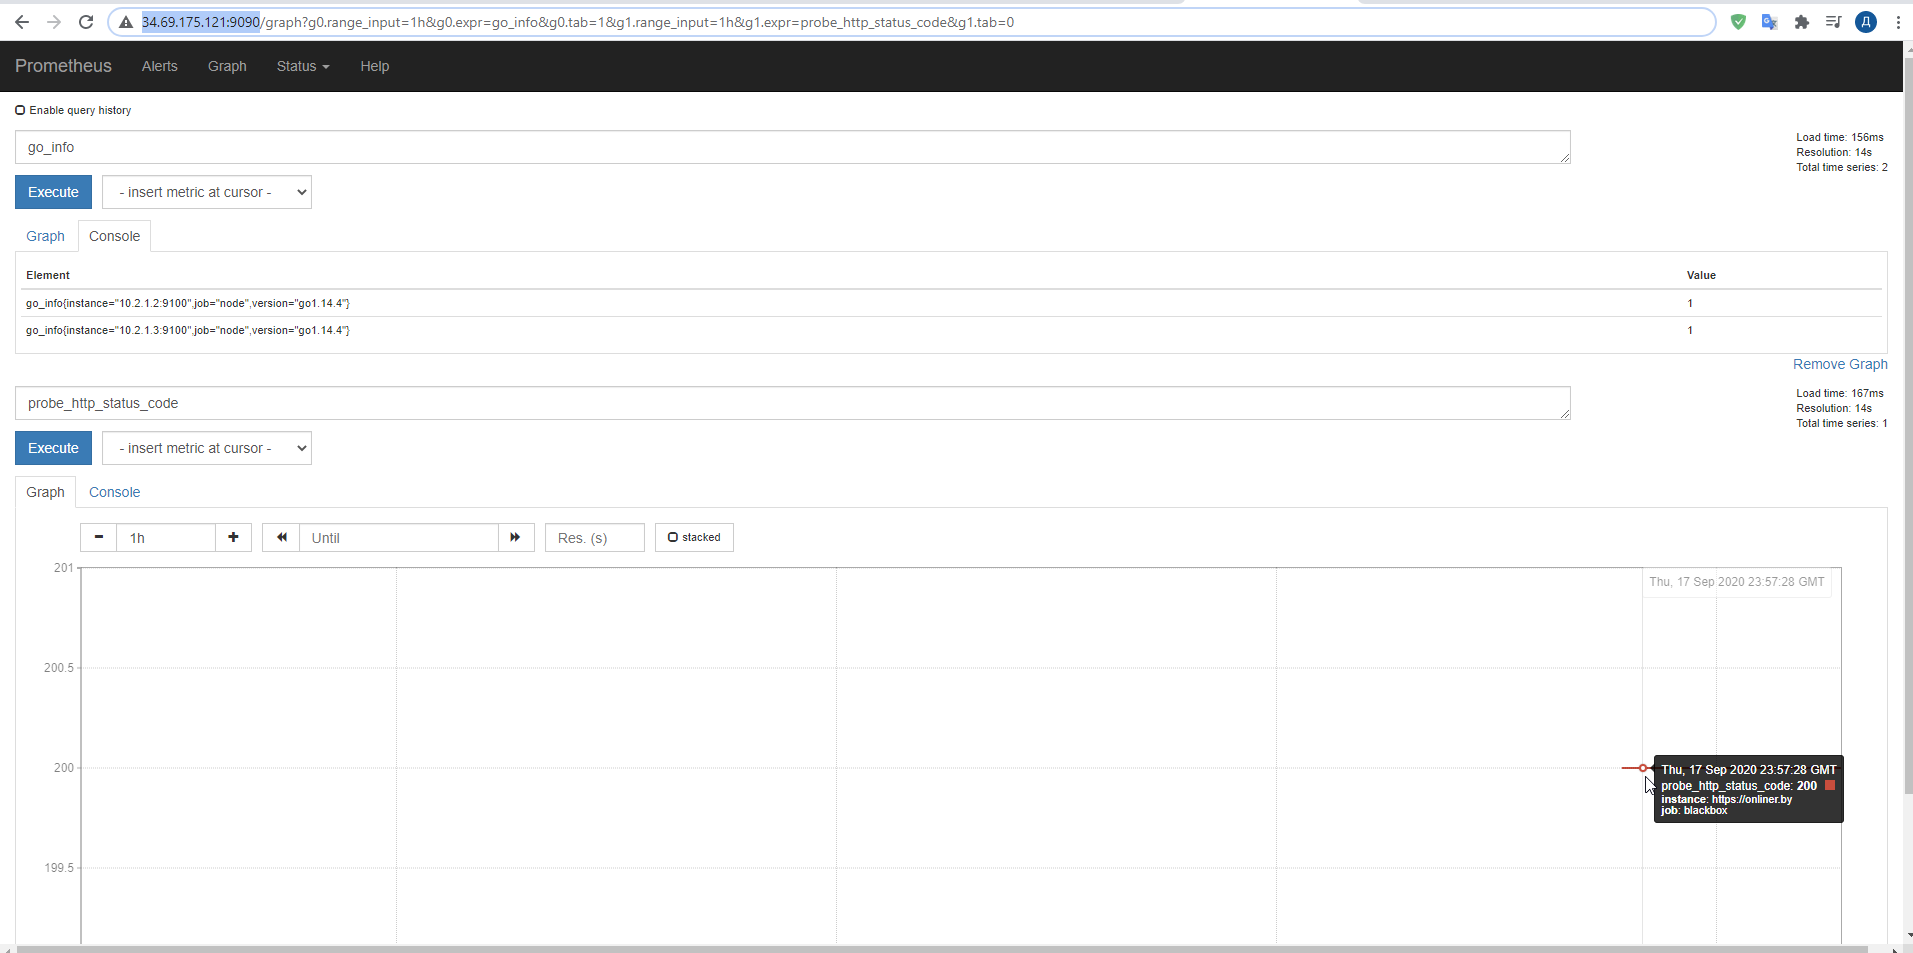 34.69.175.121:9090/graph?g0.range_input=1h&g0.expr=go_info&g0.tab=1&g1.range_input=1h&g1.expr=probe_http_status_code&g1.tab=0
Д
Prometheus Alerts Graph Status Help
Enable query history
go_info
Load time: 156ms
Resolution: 14s
Total time series: 2
Execute - insert metric at cursor -
Graph Console
Element Value
go_info{instance="10.2.1.2:9100",job="node",version="go1.14.4"} 1
go_info{instance="10.2.1.3:9100",job="node",version="go1.14.4"} 1
Remove Graph
probe_http_status_code
Load time: 167ms
Resolution: 14s
Total time series: 1
Execute - insert metric at cursor -
Graph Console
- 1h + Until Res. (s) stacked
201
Thu, 17 Sep 2020 23:57:28 GMT
200.5
200
Thu, 17 Sep 2020 23:57:28 GMT
probe_http_status_code: 200
instance: https://onliner.by
job: blackbox
199.5